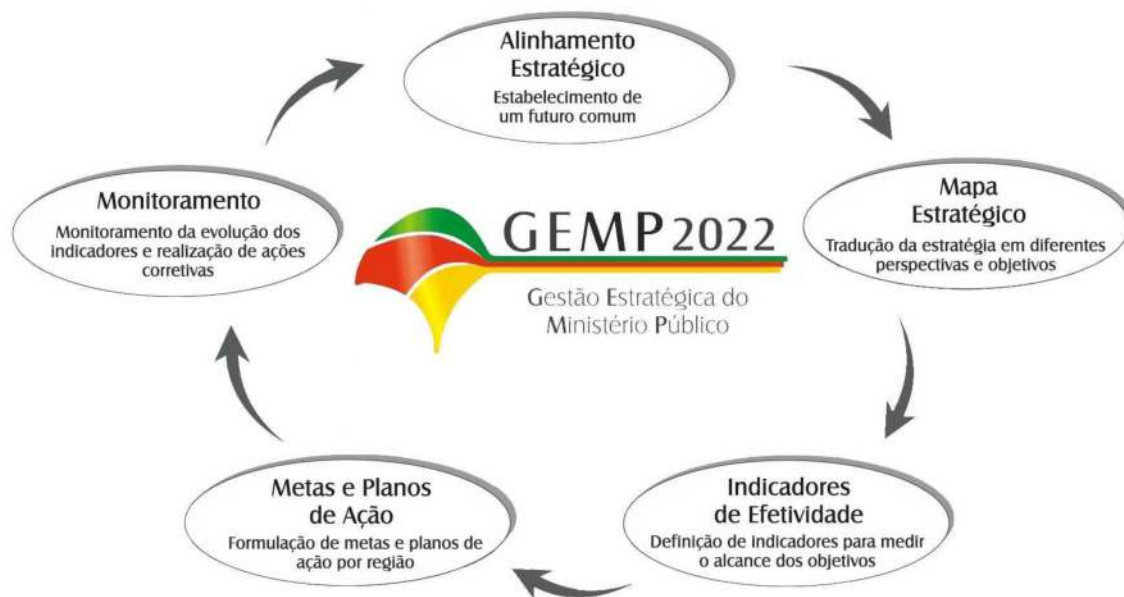 Alinhamento
Estratégico
Estabelecimento de
um futuro comum
Mapa
Estratégico
Tradução da estratégia em diferentes
perspectivas e objetivos
Indicadores
de Efetividade
Definição de indicadores para medir
o alcance dos objetivos
Metas e Planos
de Ação
Formulação de metas e planos de
ação por região
Monitoramento
Monitoramento da evolução dos
indicadores e realização de ações
corretivas
GEMP 2022
Gestão Estratégica do
Ministério Público